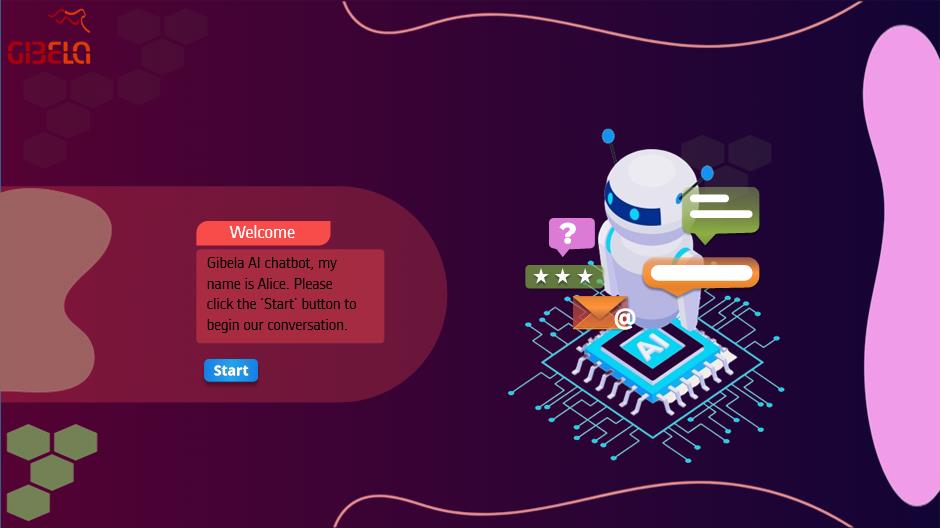 GIBELA
Welcome
Gibela AI chatbot, my
name is Alice. Please
click the 'Start' button to
begin our conversation.
Start
?
@
AI